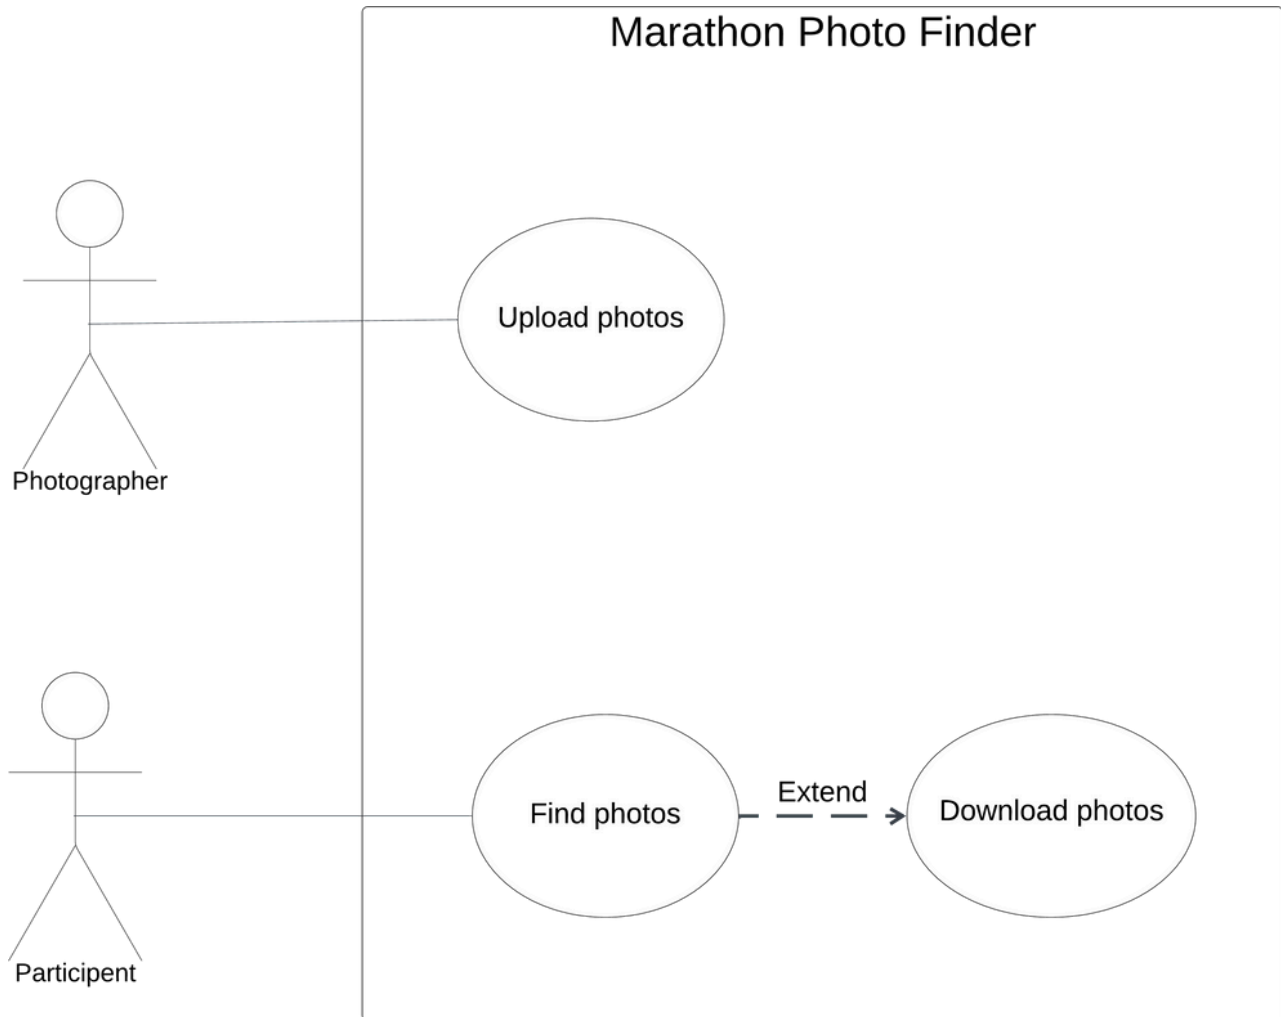 Marathon Photo Finder
Upload photos
Photographer
Extend
Find photos
Download photos
Participent